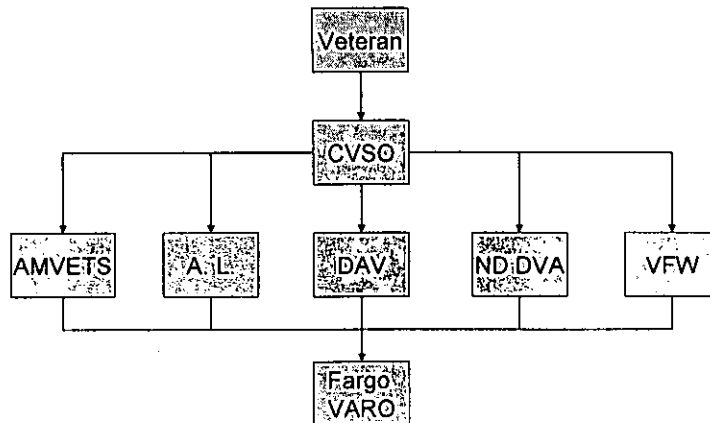 Veteran
CVSO
AMVETS
A. L.
DAV
ND DVA
VFW
Fargo
VARO